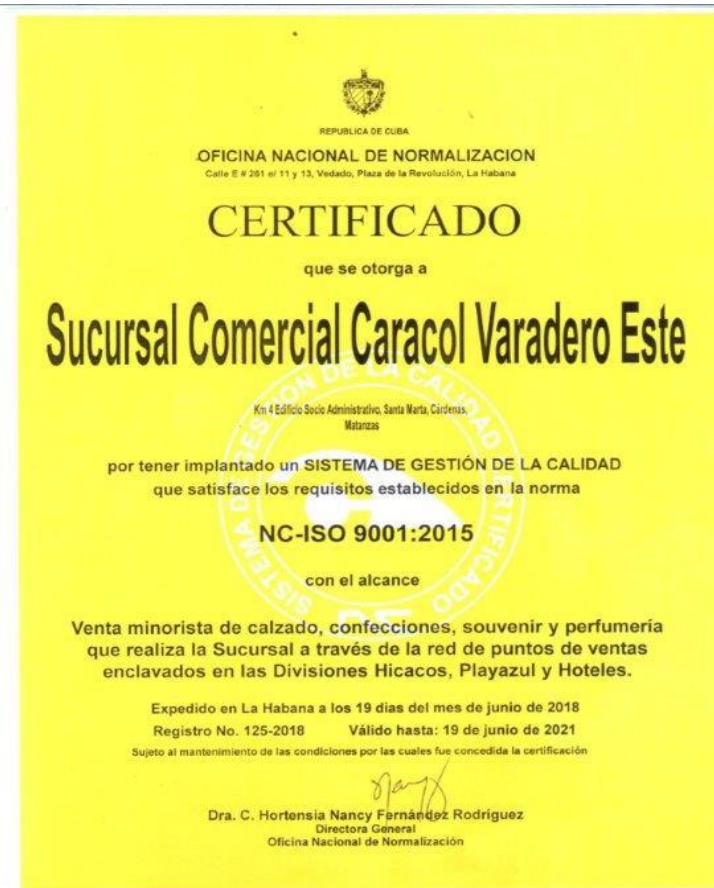 REPUBLICA DE CUBA
OFICINA NACIONAL DE NORMALIZACION
Calle E # 261 e/ 11 y 13, Vedado, Plaza de la Revolución, La Habana
CERTIFICADO
que se otorga a
Sucursal Comercial Caracol Varadero Este
Km 4 Edificio Socio Administrativo, Santa Marta, Cárdenas,
Matanzas
por tener implantado un SISTEMA DE GESTIÓN DE LA CALIDAD
que satisface los requisitos establecidos en la norma
NC-ISO 9001:2015
con el alcance
Venta minorista de calzado, confecciones, souvenir y perfumería
que realiza la Sucursal a través de la red de puntos de ventas
enclavados en las Divisiones Hicacos, Playazul y Hoteles.
Expedido en La Habana a los 19 dias del mes de junio de 2018
Registro No. 125-2018 Válido hasta: 19 de junio de 2021
Sujeto al mantenimiento de las condiciones por las cuales fue concedida la certificación
Dra. C. Hortensia Nancy Fernández Rodríguez
Directora General
Oficina Nacional de Normalización
SISTEMA DE GESTION DE LA CALIDAD CERTIFICADO